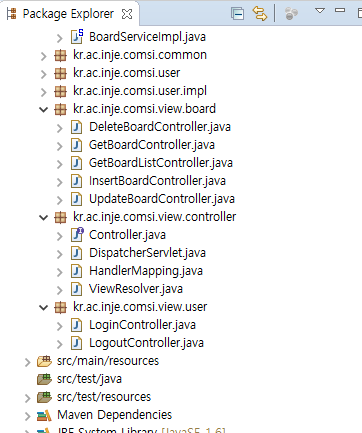 Package Explorer
BoardServiceImpl.java
kr.ac.inje.comsi.common
kr.ac.inje.comsi.user
kr.ac.inje.comsi.user.impl
kr.ac.inje.comsi.view.board
DeleteBoardController.java
GetBoardController.java
GetBoardListController.java
InsertBoardController.java
UpdateBoardController.java
kr.ac.inje.comsi.view.controller
Controller.java
DispatcherServlet.java
HandlerMapping.java
ViewResolver.java
kr.ac.inje.comsi.view.user
LoginController.java
LogoutController.java
src/main/resources
src/test/java
src/test/resources
Maven Dependencies
JRE System Library [JavaSE-1.6]